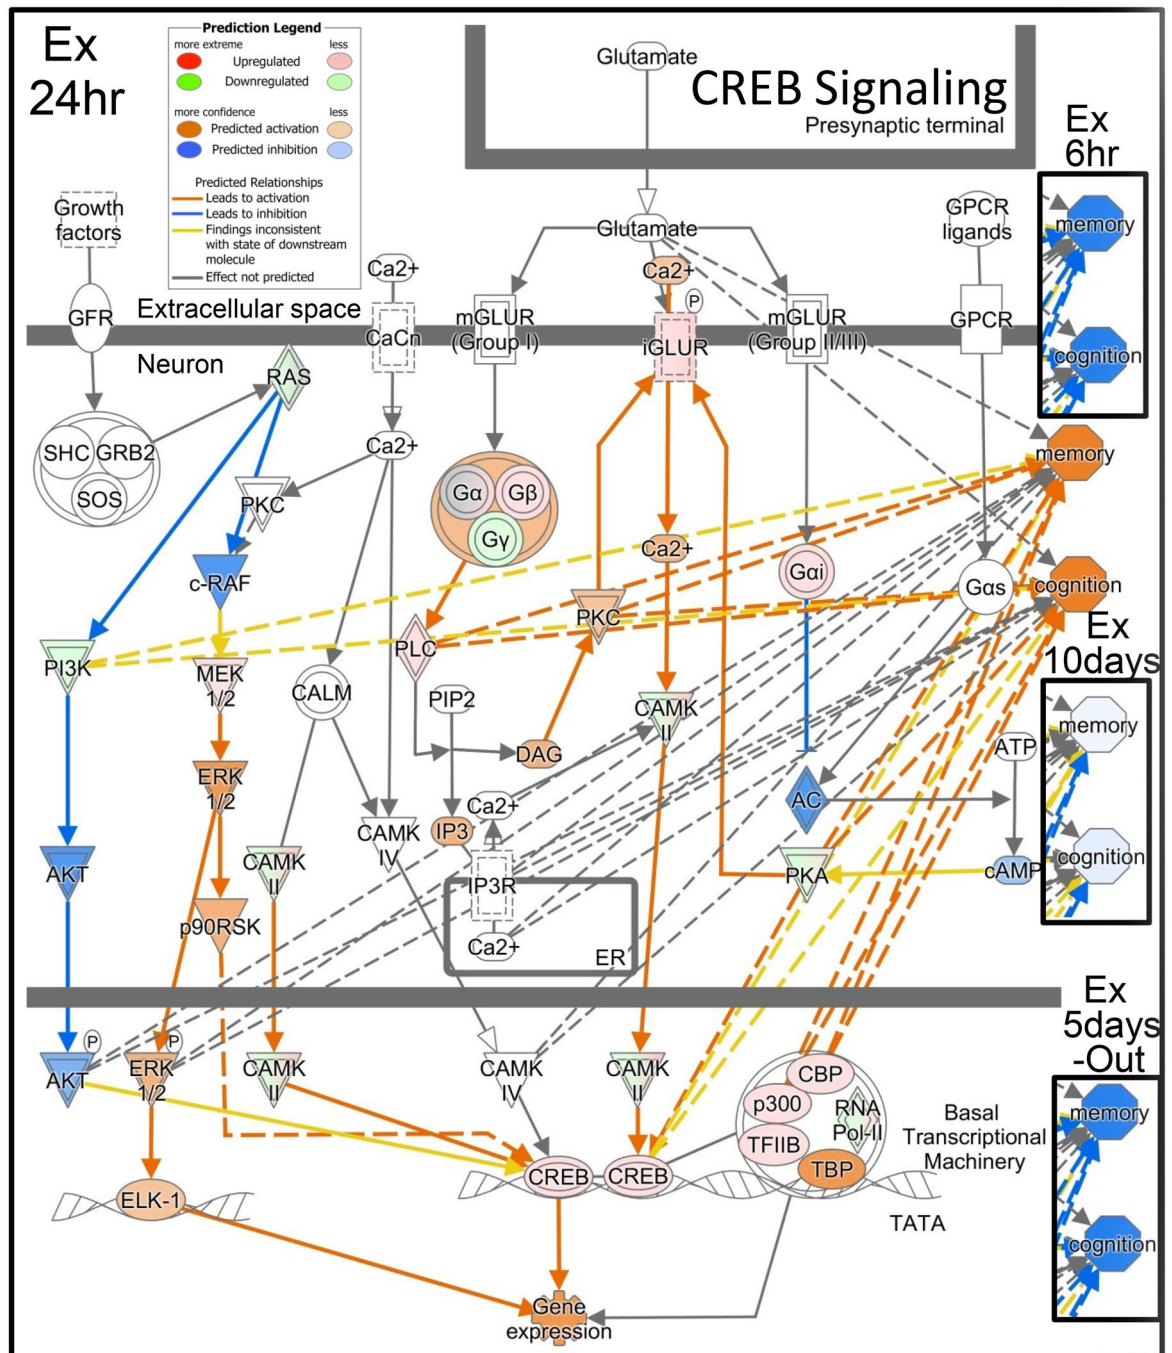 Ex
24hr
Prediction Legend
more extreme
less
Upregulated
Downregulated
more confidence
less
Predicted activation
Predicted inhibition
Predicted Relationships
Leads to activation
Leads to inhibition
Findings inconsistent
with state of downstream
molecule
Effect not predicted
Glutamate
CREB Signaling
Presynaptic terminal
Ex
6hr
memory
cognition
Growth
factors
Glutamate
GPCR
ligands
Ca2+
Ca2+
P
Extracellular space
GFR
CaCn
mGLUR
(Group I)
iGLUR
mGLUR
(Group II/III)
GPCR
Neuron
RAS
SHC
GRB2
SOS
Ca2+
PKC
Gα
Gβ
Gγ
memory
c-RAF
Ca2+
Gαi
Gαs
cognition
PKC
PI3K
MEK
1/2
PLC
CALM
PIP2
CAMK
II
Ex
10days
memory
cognition
ERK
1/2
DAG
ATP
Ca2+
AC
IP3
CAMK
IV
AKT
CAMK
II
IP3R
PKA
cAMP
p90RSK
Ca2+
ER
Ex
5days
-Out
memory
cognition
P
AKT
P
ERK
1/2
CAMK
II
CAMK
IV
CAMK
II
CBP
p300
RNA
Pol-II
TFIIB
TBP
Basal
Transcriptional
Machinery
CREB
CREB
ELK-1
TATA
Gene
expression